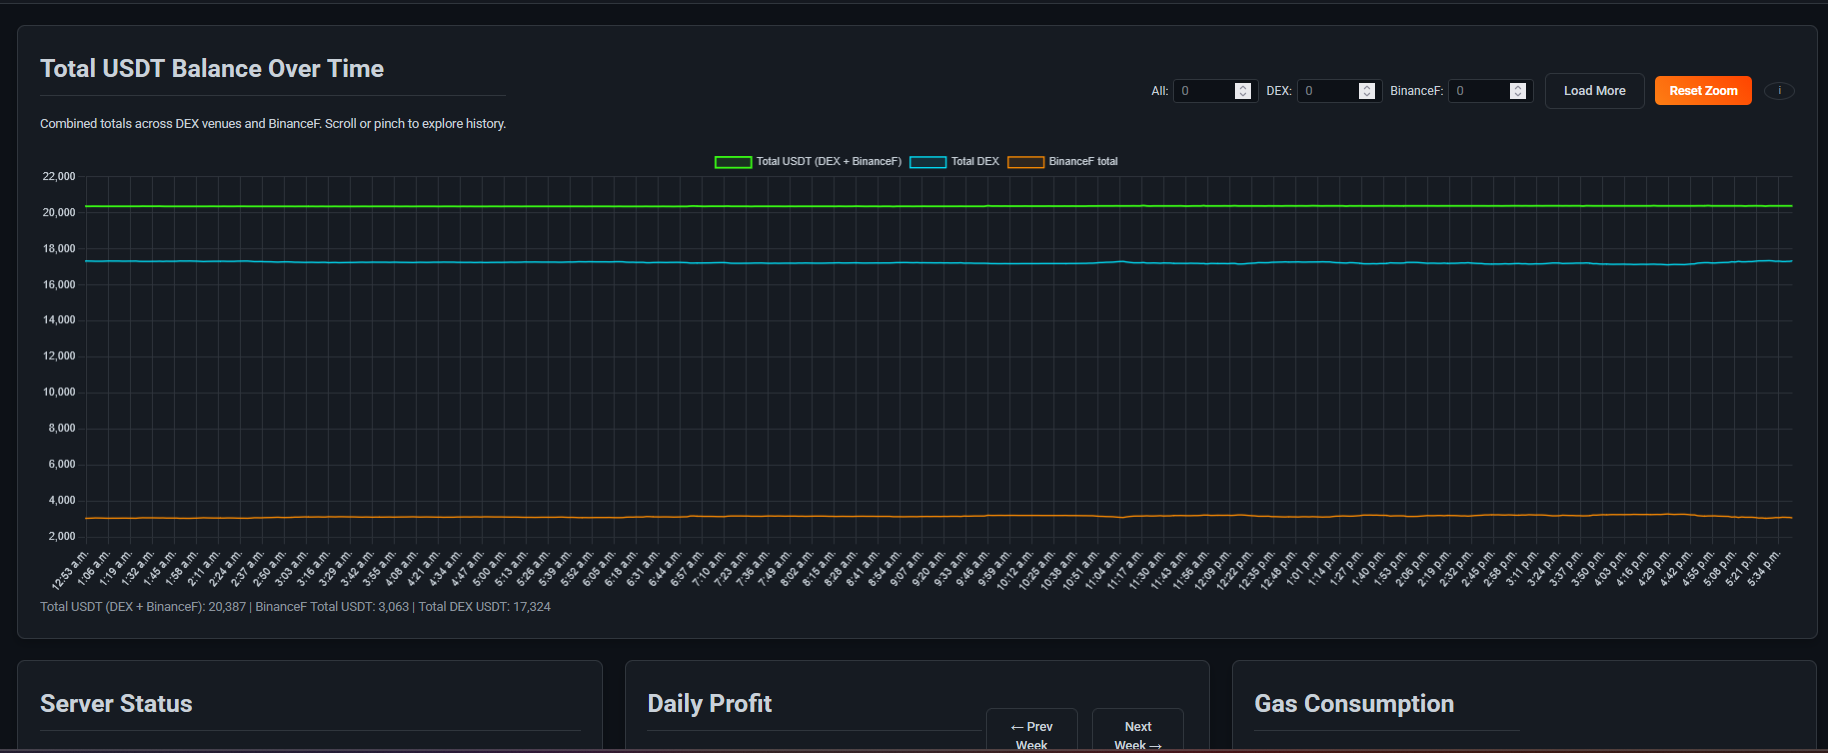 Total USDT Balance Over Time
All: 0 DEX: 0 BinanceF: 0 Load More Reset Zoom i
Combined totals across DEX venues and BinanceF. Scroll or pinch to explore history.
Total USDT (DEX + BinanceF) Total DEX BinanceF total
22,000
20,000
18,000
16,000
14,000
12,000
10,000
8,000
6,000
4,000
2,000
12:53 a.m. 1:06 a.m. 1:19 a.m. 1:32 a.m. 1:45 a.m. 1:58 a.m. 2:11 a.m. 2:24 a.m. 2:37 a.m. 2:50 a.m. 3:03 a.m. 3:16 a.m. 3:29 a.m. 3:42 a.m. 3:55 a.m. 4:08 a.m. 4:21 a.m. 4:34 a.m. 4:47 a.m. 5:00 a.m. 5:13 a.m. 5:26 a.m. 5:39 a.m. 5:52 a.m. 6:05 a.m. 6:18 a.m. 6:31 a.m. 6:44 a.m. 6:57 a.m. 7:10 a.m. 7:23 a.m. 7:36 a.m. 7:49 a.m. 8:02 a.m. 8:15 a.m. 8:28 a.m. 8:41 a.m. 8:54 a.m. 9:07 a.m. 9:20 a.m. 9:33 a.m. 9:46 a.m. 9:59 a.m. 10:12 a.m. 10:25 a.m. 10:38 a.m. 10:51 a.m. 11:04 a.m. 11:17 a.m. 11:30 a.m. 11:43 a.m. 11:56 a.m. 12:09 p.m. 12:22 p.m. 12:35 p.m. 12:48 p.m. 1:01 p.m. 1:14 p.m. 1:27 p.m. 1:40 p.m. 1:53 p.m. 2:06 p.m. 2:19 p.m. 2:32 p.m. 2:45 p.m. 2:58 p.m. 3:11 p.m. 3:24 p.m. 3:37 p.m. 3:50 p.m. 4:03 p.m. 4:16 p.m. 4:29 p.m. 4:42 p.m. 4:55 p.m. 5:08 p.m. 5:21 p.m. 5:34 p.m.
Total USDT (DEX + BinanceF): 20,387 | BinanceF Total USDT: 3,063 | Total DEX USDT: 17,324
Server Status
Daily Profit
← Prev Week
Next Week →
Gas Consumption